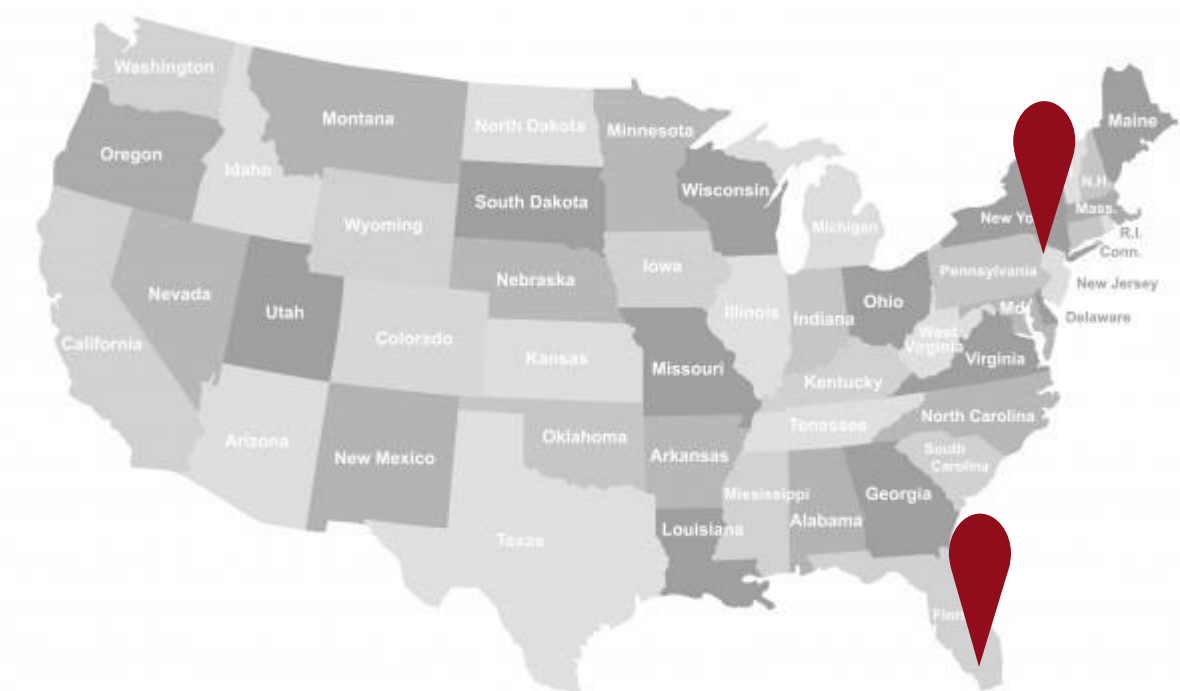 Washington
Maine
Montana
North Dakota
Minnesota
Oregon
Idaho
N.H.
Wisconsin
South Dakota
Mass.
New Yo
Wyoming
Michigan
R.I.
Conn.
Iowa
Pennsylvania
Nebraska
New Jersey
Nevada
Ohio
Md.
Utah
Illinois
Indiana
Delaware
California
Colorado
West
Virginia
Kansas
Virginia
Missouri
Kentucky
North Carolina
Tenessee
Arizona
Oklahoma
South
Carolina
New Mexico
Arkansas
Mississippi
Georgia
Alabama
Louisiana
Texas